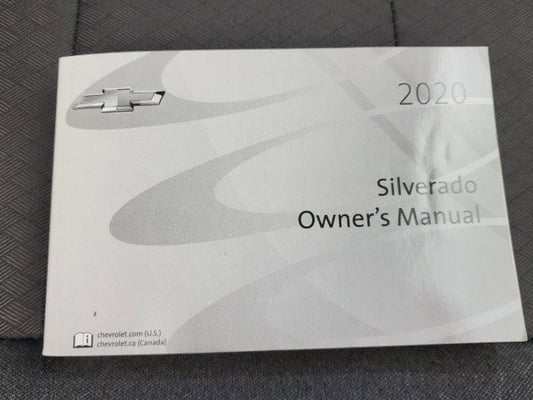 2020
Silverado
Owner's Manual
chevrolet.com (U.S.)
chevrolet.ca (Canada)